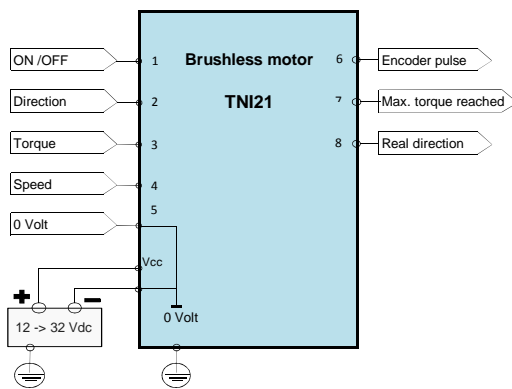 Brushless motor
TNI21
ON /OFF
1
Direction
2
Torque
3
Speed
4
0 Volt
5
6
Encoder pulse
7
Max. torque reached
8
Real direction
Vcc
+
−
12 -> 32 Vdc
0 Volt